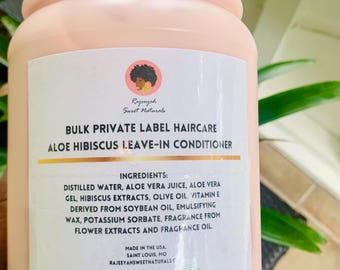 Rajeeyah
Sweet Naturals
BULK PRIVATE LABEL HAIRCARE
ALOE HIBISCUS LEAVE-IN CONDITIONER
INGREDIENTS:
DISTILLED WATER, ALOE VERA JUICE, ALOE VERA
GEL, HIBISCUS EXTRACTS, OLIVE OIL, VITAMIN E
DERIVED FROM SOYBEAN OIL, EMULSIFYING
WAX, POTASSIUM SORBATE, FRAGRANCE FROM
FLOWER EXTRACTS AND FRAGRANCE OIL.
MADE IN THE USA,
SAINT LOUIS, MO
RAJEEYAHSWEETNATURALS.C